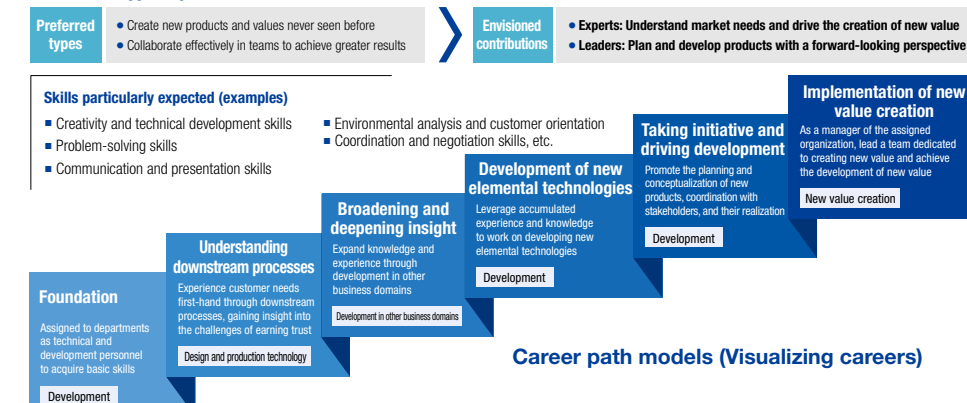 Preferred
types
● Create new products and values never seen before
● Collaborate effectively in teams to achieve greater results
Envisioned
contributions
● Experts: Understand market needs and drive the creation of new value
● Leaders: Plan and develop products with a forward-looking perspective
Skills particularly expected (examples)
■ Creativity and technical development skills
■ Problem-solving skills
■ Communication and presentation skills
■ Environmental analysis and customer orientation
■ Coordination and negotiation skills, etc.
Foundation
Assigned to departments
as technical and
development personnel
to acquire basic skills
Development
Understanding
downstream processes
Experience customer needs
first-hand through downstream
processes, gaining insight into
the challenges of earning trust
Design and production technology
Broadening and
deepening insight
Expand knowledge and
experience through
development in other
business domains
Development in other business domains
Development of new
elemental technologies
Leverage accumulated
experience and knowledge
to work on developing new
elemental technologies
Development
Taking initiative and
driving development
Promote the planning and
conceptualization of new
products, coordination with
stakeholders, and their realization
Development
Implementation of new
value creation
As a manager of the assigned
organization, lead a team dedicated
to creating new value and achieve
the development of new value
New value creation
Career path models (Visualizing careers)